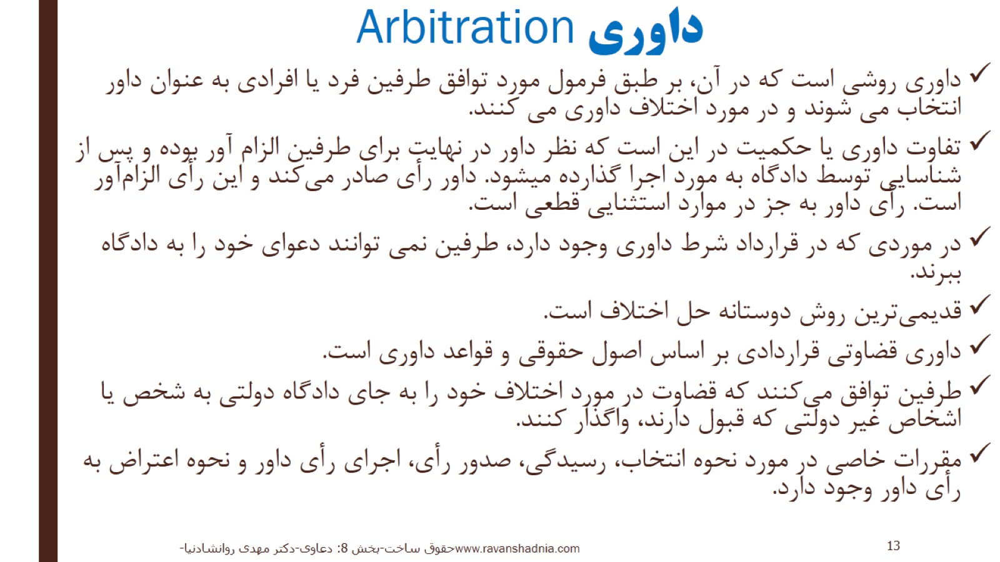 داوری Arbitration
✓ داوری روشی است که در آن، بر طبق فرمول مورد توافق طرفین فرد یا افرادی به عنوان داور
انتخاب می شوند و در مورد اختلاف داوری می کنند.
✓ تفاوت داوری یا حکمیت در این است که نظر داور در نهایت برای طرفین الزام آور بوده و پس از
شناسایی توسط دادگاه به مورد اجرا گذارده میشود. داور رأی صادر می‌کند و این رأی الزام‌آور
است. رأی داور به جز در موارد استثنایی قطعی است.
✓ در موردی که در قرارداد شرط داوری وجود دارد، طرفین نمی توانند دعوای خود را به دادگاه
ببرند.
✓ قدیمی‌ترین روش دوستانه حل اختلاف است.
✓ داوری قضاوتی قراردادی بر اساس اصول حقوقی و قواعد داوری است.
✓ طرفین توافق می‌کنند که قضاوت در مورد اختلاف خود را به جای دادگاه دولتی به شخص یا
اشخاص غیر دولتی که قبول دارند، واگذار کنند.
✓ مقررات خاصی در مورد نحوه انتخاب، رسیدگی، صدور رأی، اجرای رأی داور و نحوه اعتراض به
رأی داور وجود دارد.
www.ravanshadnia.comحقوق ساخت-بخش 8: دعاوی-دکتر مهدی روانشادنیا-
13